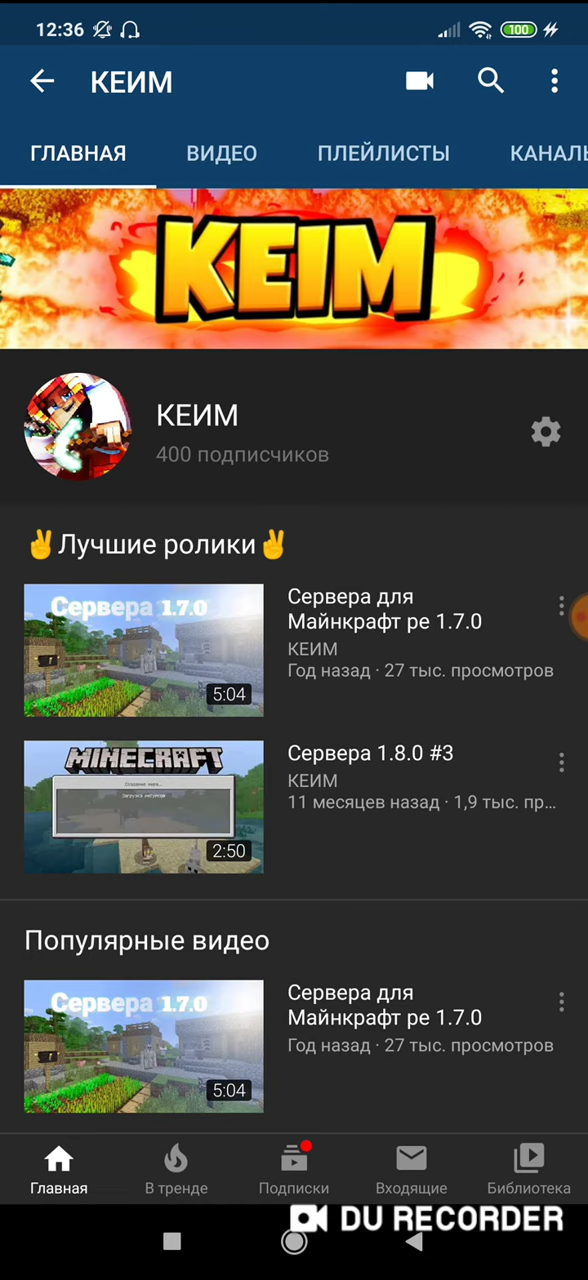 12:36
100
КЕИМ
ГЛАВНАЯ
ВИДЕО
ПЛЕЙЛИСТЫ
КАНАЛЬ
KEIM
КЕИМ
400 подписчиков
✌Лучшие ролики✌
Сервера 1.7.0
5:04
Сервера для
Майнкрафт ре 1.7.0
КЕИМ
Год назад · 27 тыс. просмотров
MINECRAFT
2:50
Сервера 1.8.0 #3
КЕИМ
11 месяцев назад · 1,9 тыс. пр...
Популярные видео
Сервера 1.7.0
5:04
Сервера для
Майнкрафт ре 1.7.0
Год назад · 27 тыс. просмотров
Главная
В тренде
Подписки
Входящие
Библиотека
DU RECORDER